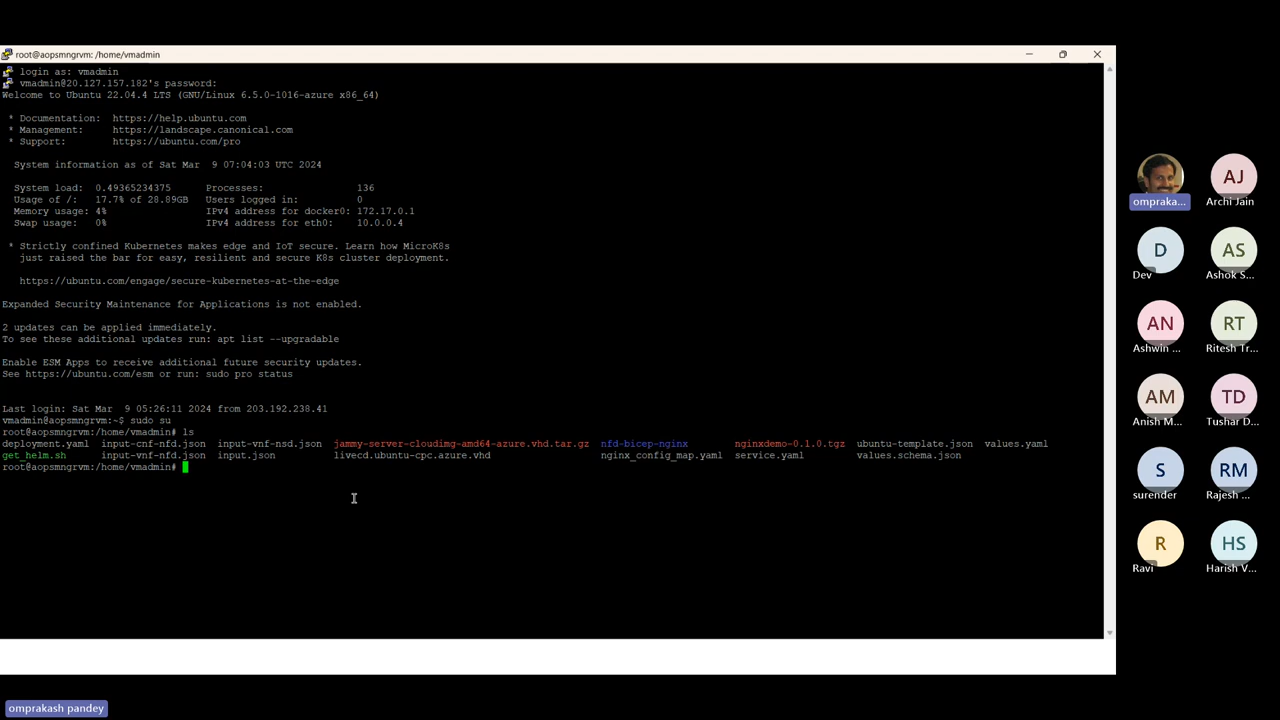 root@aopsmngrvm: /home/vmadmin
login as: vmadmin
vmadmin@20.127.157.182's password:
Welcome to Ubuntu 22.04.4 LTS (GNU/Linux 6.5.0-1016-azure x86_64)
* Documentation:  https://help.ubuntu.com
* Management:     https://landscape.canonical.com
* Support:        https://ubuntu.com/pro
System information as of Sat Mar  9 07:04:03 UTC 2024
System load:  0.49365234375      Processes:                136
Usage of /:   17.7% of 28.89GB   Users logged in:          0
Memory usage: 4%                 IPv4 address for docker0: 172.17.0.1
Swap usage:   0%                 IPv4 address for eth0:    10.0.0.4
* Strictly confined Kubernetes makes edge and IoT secure. Learn how MicroK8s
just raised the bar for easy, resilient and secure K8s cluster deployment.
https://ubuntu.com/engage/secure-kubernetes-at-the-edge
Expanded Security Maintenance for Applications is not enabled.
2 updates can be applied immediately.
To see these additional updates run: apt list --upgradable
Enable ESM Apps to receive additional future security updates.
See https://ubuntu.com/esm or run: sudo pro status
Last login: Sat Mar  9 05:26:11 2024 from 203.192.238.41
vmadmin@aopsmngrvm:~$ sudo su
root@aopsmngrvm:/home/vmadmin# ls
deployment.yaml  input-cnf-nfd.json  input-vnf-nsd.json  jammy-server-cloudimg-amd64-azure.vhd.tar.gz  nfd-bicep-nginx        nginxdemo-0.1.0.tgz  ubuntu-template.json  values.yaml
get_helm.sh      input-vnf-nfd.json  input.json          livecd.ubuntu-cpc.azure.vhd                   nginx_config_map.yaml  service.yaml         values.schema.json
root@aopsmngrvm:/home/vmadmin#
ompraka...
AJ
Archi Jain
D
Dev
AS
Ashok S...
AN
Ashwin ...
RT
Ritesh Tr...
AM
Anish M...
TD
Tushar D...
S
surender
RM
Rajesh ...
R
Ravi
HS
Harish V...
omprakash pandey